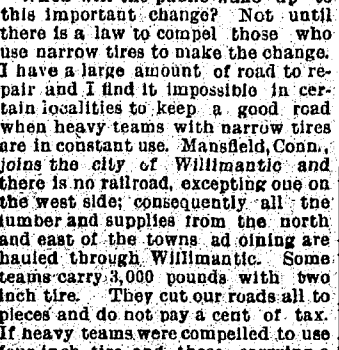 this important change? Not until
there is a law to compel those who
use narrow tires to make the change.
I have a large amount of road to re-
pair and I find it impossible in cer-
tain localities to keep a good road
when heavy teams with narrow tires
are in constant use. Mansfield, Conn.,
joins the city of Willimantic and
there is no railroad, excepting one on
the west side; consequently all the
lumber and supplies from the north
and east of the towns ad oining are
hauled through Willimantic. Some
teams carry 3,000 pounds with two
inch tire. They cut our roads all to
pieces and do not pay a cent of tax.
If heavy teams were compelled to use